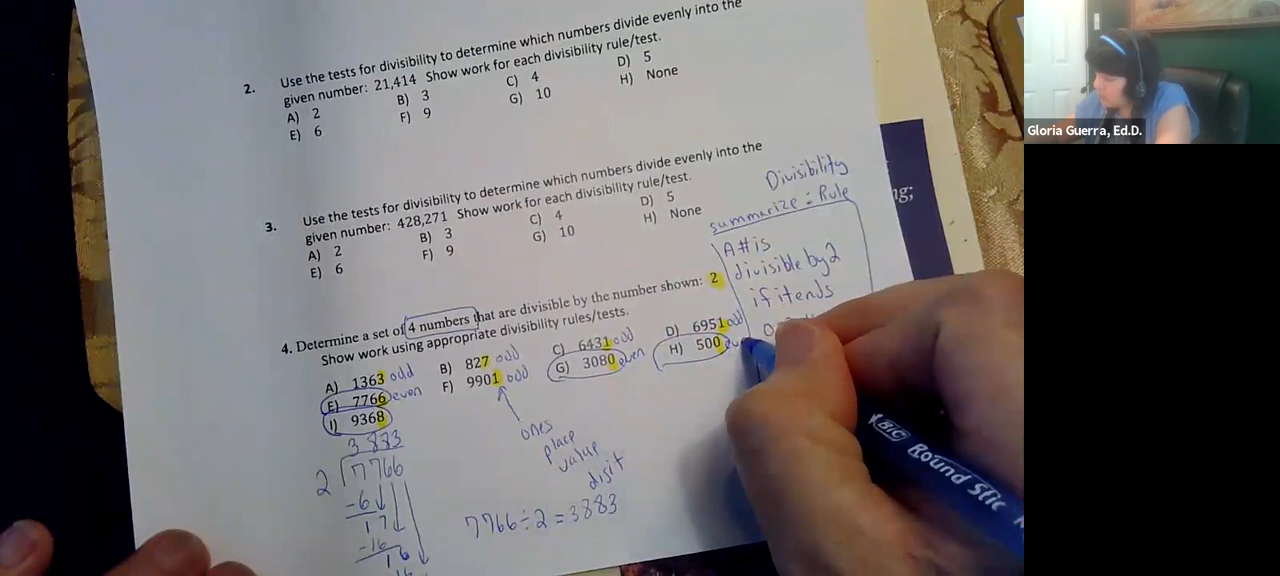 2. Use the tests for divisibility to determine which numbers divide evenly into the
given number: 21,414 Show work for each divisibility rule/test.
A) 2 B) 3 C) 4 D) 5
E) 6 F) 9 G) 10 H) None
3. Use the tests for divisibility to determine which numbers divide evenly into the
given number: 428,271 Show work for each divisibility rule/test.
A) 2 B) 3 C) 4 D) 5
E) 6 F) 9 G) 10 H) None
4. Determine a set of 4 numbers that are divisible by the number shown: 2
Show work using appropriate divisibility rules/tests.
A) 1363 odd B) 827 odd C) 6431 odd D) 6951 odd
E) 7766 even F) 9901 odd G) 3080 even H) 500
I) 9368
3883
2 7766
-6
17
-16
16
16
ones
place
value
digit
7766 ÷ 2 = 3883
Divisibility
summarize: Rule
A # is
divisible by 2
if it ends
ng;
BIC Round Stic
Gloria Guerra, Ed.D.